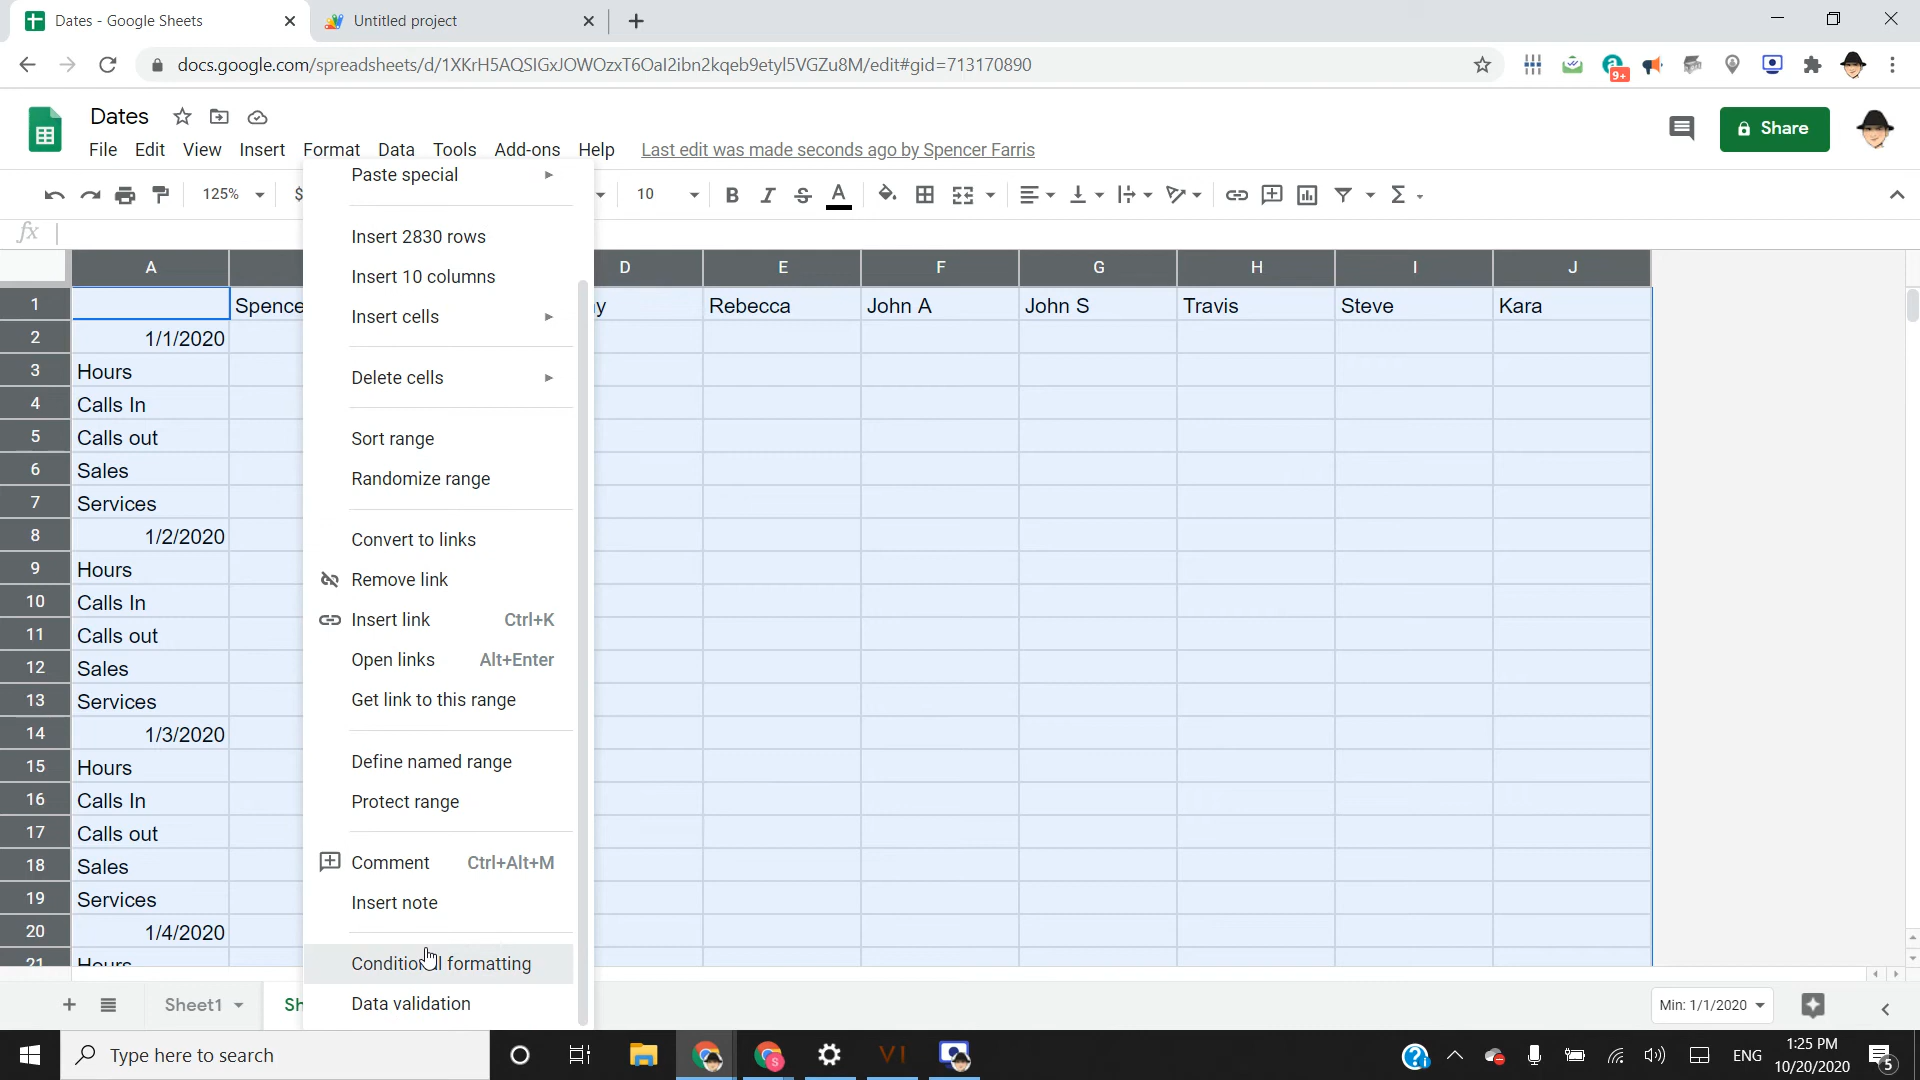 Dates - Google Sheets
Untitled project
docs.google.com/spreadsheets/d/1XKrH5AQSIGxJOWOzxT6OaI2ibn2kqeb9etyl5VGZu8M/edit#gid=713170890
9+
Dates
Share
File Edit View Insert Format Data Tools Add-ons Help Last edit was made seconds ago by Spencer Farris
125% $ 10 B I S A Σ
fx
A D E F G H I J
1 Spence y Rebecca John A John S Travis Steve Kara
2 1/1/2020
3 Hours
4 Calls In
5 Calls out
6 Sales
7 Services
8 1/2/2020
9 Hours
10 Calls In
11 Calls out
12 Sales
13 Services
14 1/3/2020
15 Hours
16 Calls In
17 Calls out
18 Sales
19 Services
20 1/4/2020
21 Hours
Paste special
Insert 2830 rows
Insert 10 columns
Insert cells
Delete cells
Sort range
Randomize range
Convert to links
Remove link
Insert link Ctrl+K
Open links Alt+Enter
Get link to this range
Define named range
Protect range
Comment Ctrl+Alt+M
Insert note
Conditional formatting
Data validation
Sheet1 Sh
Min: 1/1/2020
Type here to search
VI
ENG
1:25 PM
10/20/2020
5